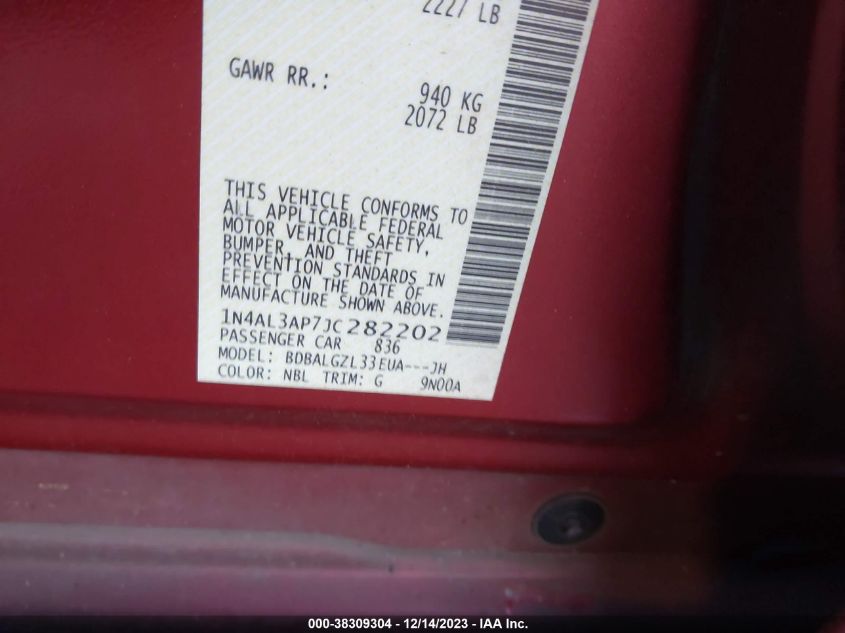 2227 LB
GAWR RR.:
940 KG
2072 LB
THIS VEHICLE CONFORMS TO
ALL APPLICABLE FEDERAL
MOTOR VEHICLE SAFETY,
BUMPER, AND THEFT
PREVENTION STANDARDS IN
EFFECT ON THE DATE OF
MANUFACTURE SHOWN ABOVE.
1N4AL3AP7JC282202
PASSENGER CAR 836
MODEL: BDBALGZL33EUA---JH
COLOR: NBL TRIM: G 9N00A
000-38309304 - 12/14/2023 - IAA Inc.